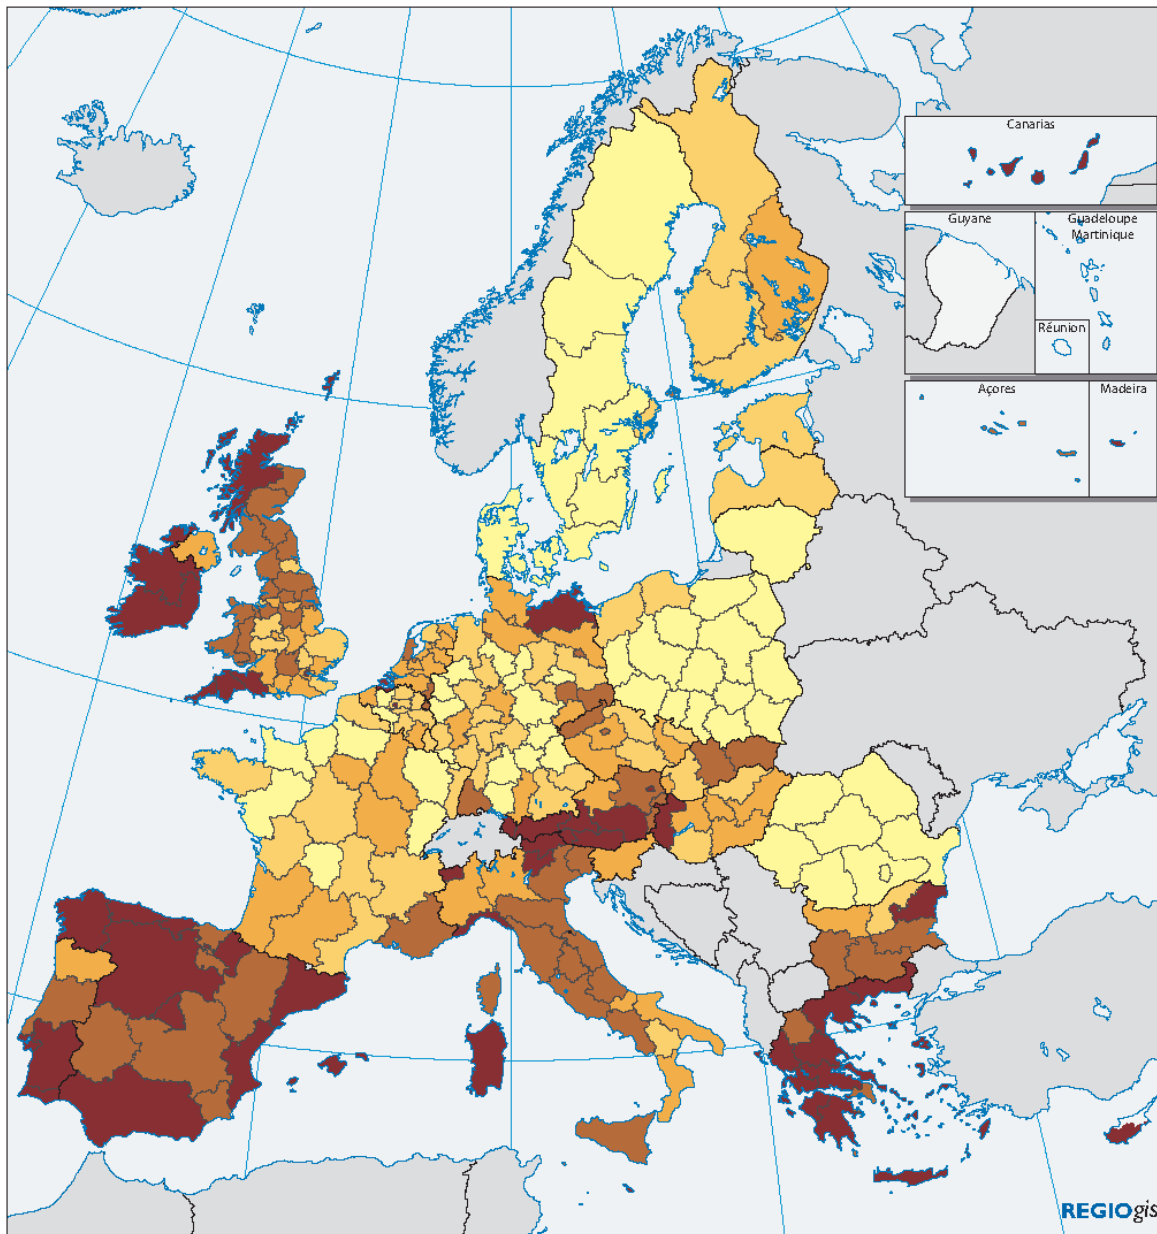 Canarias
Guyane
Guadeloupe
Martinique
Réunion
Açores
Madeira
REGIOgis